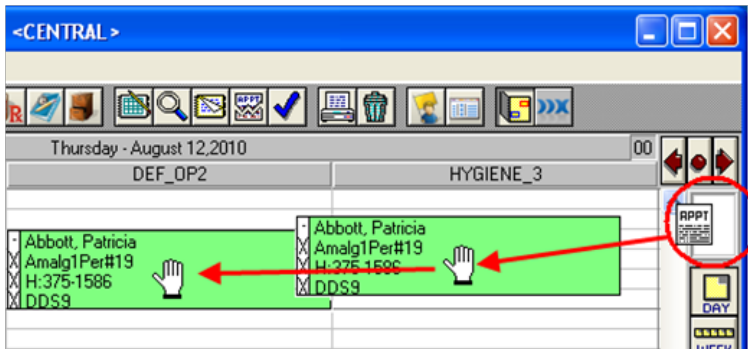 <CENTRAL>
R
APPT
Thursday - August 12,2010
00
DEF_OP2
HYGIENE_3
APPT
Abbott, Patricia
Amalg1Per#19
H:375-1586
DDS9
Abbott, Patricia
Amalg1Per#19
H:375-1586
DDS9
DAY
WEEK